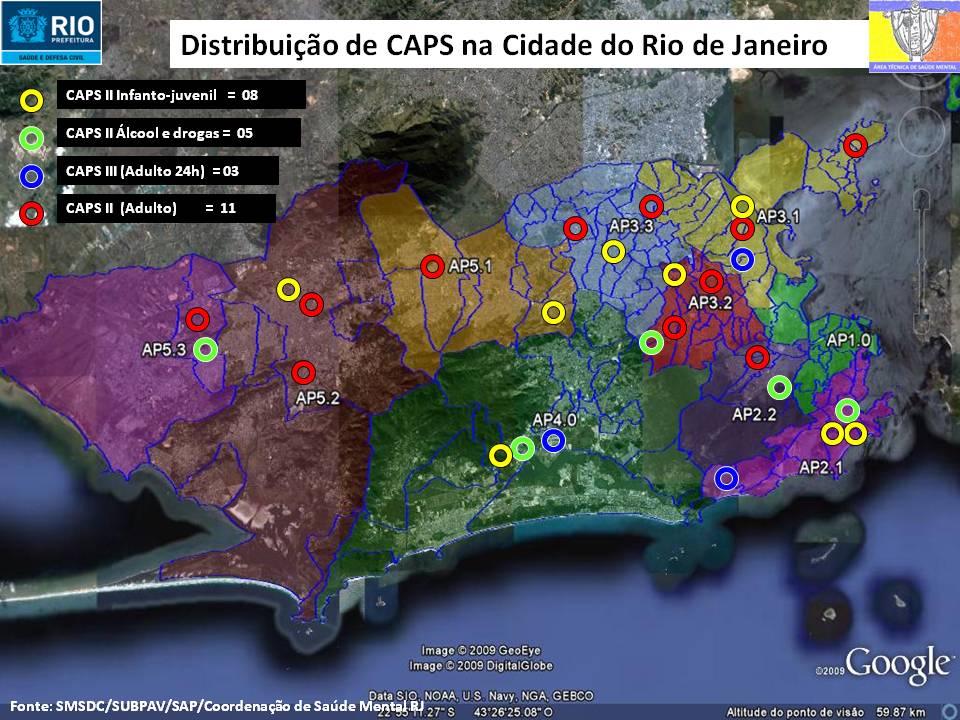 RIO
PREFEITURA
SAÚDE E DEFESA CIVIL
Distribuição de CAPS na Cidade do Rio de Janeiro
ÁREA TÉCNICA DE SAÚDE MENTAL
CAPS II Infanto-juvenil = 08
CAPS II Álcool e drogas = 05
CAPS III (Adulto 24h) = 03
CAPS II (Adulto) = 11
AP3.1
AP3.3
AP5.1
AP3.2
AP1.0
AP5.3
AP5.2
AP2.2
AP4.0
AP2.1
Image © 2009 GeoEye
Image © 2009 DigitalGlobe
©2009 Google
Data SIO, NOAA, U.S. Navy, NGA, GEBCO
Fonte: SMSDC/SUBPAV/SAP/Coordenação de Saúde Mental RJ
22°55'11.27" S 43°26'25.08" O
Altitude do ponto de visão 59.87 km